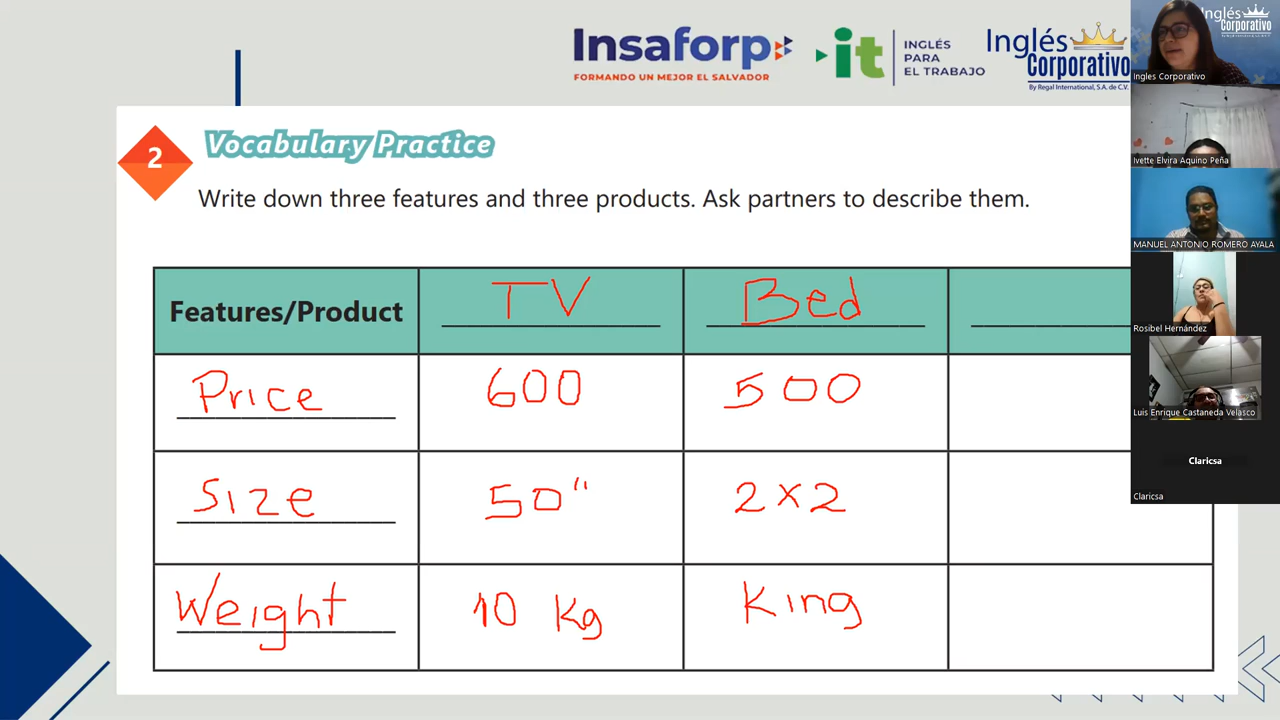 Insaforp
FORMANDO UN MEJOR EL SALVADOR
it
INGLÉS
PARA
EL TRABAJO
Inglés
Corporativo
By Regal International, S.A. de C.V.
Inglés
Corporativo
Ingles Corporativo
Ivette Elvira Aquino Peña
MANUEL ANTONIO ROMERO AYALA
Rosibel Hernández
Luis Enrique Castaneda Velasco
Claricsa
Claricsa
2
Vocabulary Practice
Write down three features and three products. Ask partners to describe them.
Features/Product TV Bed
Price 600 500
Size 50" 2x2
Weight 10 Kg King